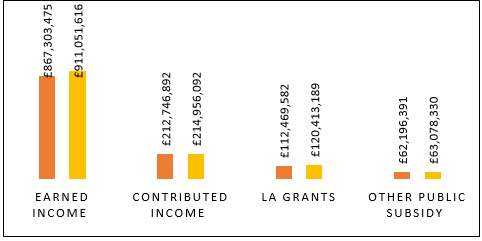 £867,303,475
£911,051,616
£212,746,892
£214,956,092
£112,469,582
£120,413,189
£62,196,391
£63,078,330
EARNED
INCOME
CONTRIBUTED
INCOME
LA GRANTS
OTHER PUBLIC
SUBSIDY